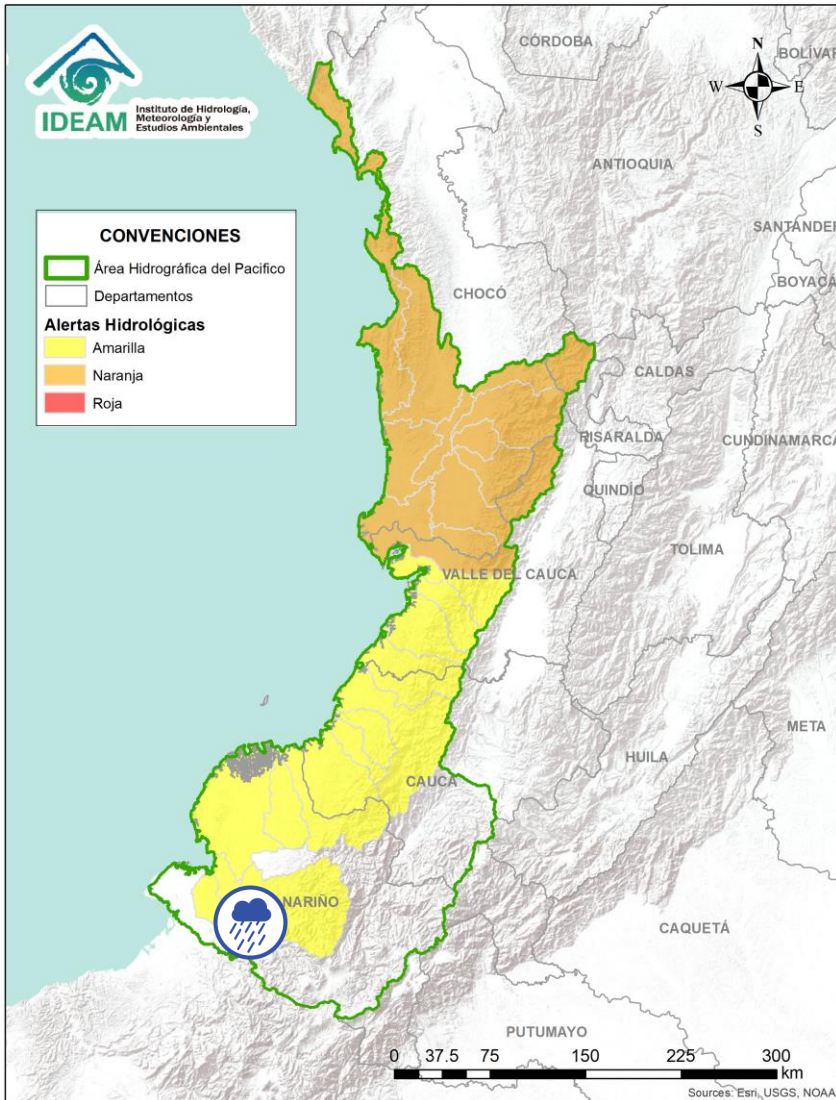 IDEAM
Instituto de Hidrología,
Meteorología y
Estudios Ambientales
N
W
E
S
CÓRDOBA
BOLÍVAR
ANTIOQUIA
SANTANDER
BOYACÁ
CHOCÓ
CALDAS
RISARALDA
CUNDINAMARCA
QUINDÍO
TOLIMA
VALLE DEL CAUCA
META
HUILA
CAUCA
NARIÑO
CAQUETÁ
PUTUMAYO
CONVENCIONES
Área Hidrográfica del Pacifico
Departamentos
Alertas Hidrológicas
Amarilla
Naranja
Roja
0 37.5 75 150 225 300
km
Sources: Esri, USGS, NOAA